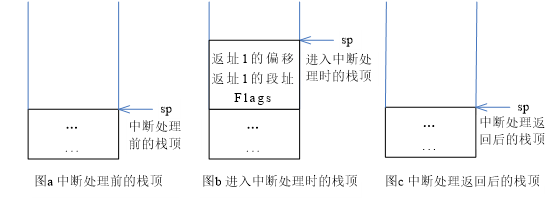 sp
中断处理
前的栈顶
...
...
图a 中断处理前的栈顶
返址1的偏移
返址1的段址
Flags
...
...
sp
进入中断处
理时的栈顶
图b 进入中断处理时的栈顶
...
...
sp
中断处理返
回后的栈顶
图c 中断处理返回后的栈顶